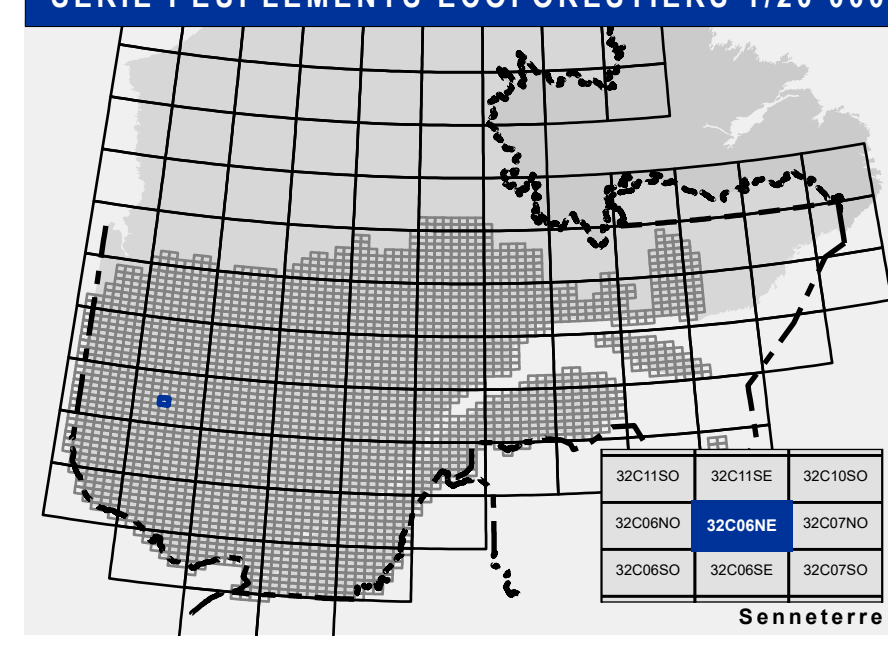 SÉRIE PEUPLEMENTS ÉCOFORESTIERS 1/20 000
32C11SO 32C11SE 32C10SO
32C06NO 32C06NE 32C07NO
32C06SO 32C06SE 32C07SO
Senneterre